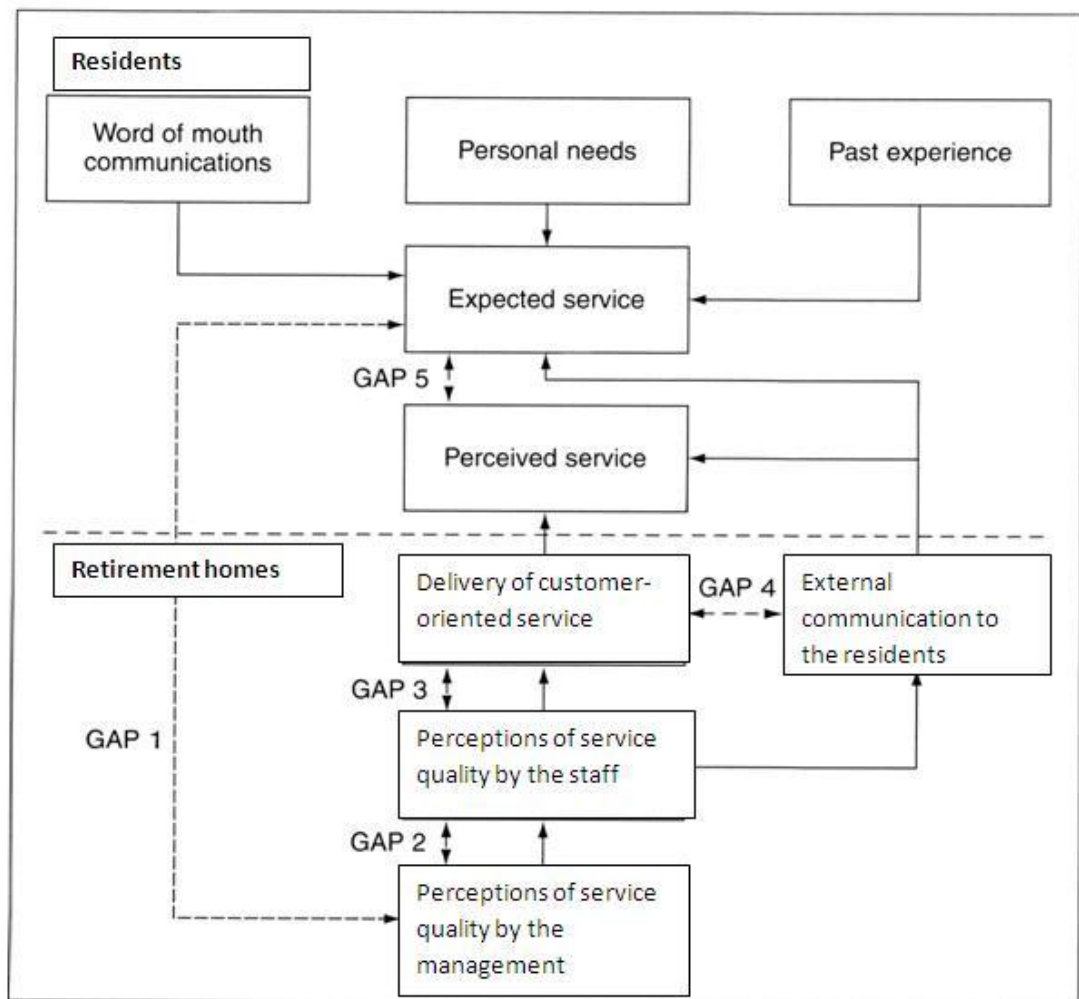 Residents
Word of mouth
communications
Personal needs
Past experience
Expected service
GAP 5
Perceived service
Retirement homes
Delivery of customer-
oriented service
GAP 4
External
communication to
the residents
GAP 3
GAP 1
Perceptions of service
quality by the staff
GAP 2
Perceptions of service
quality by the
management